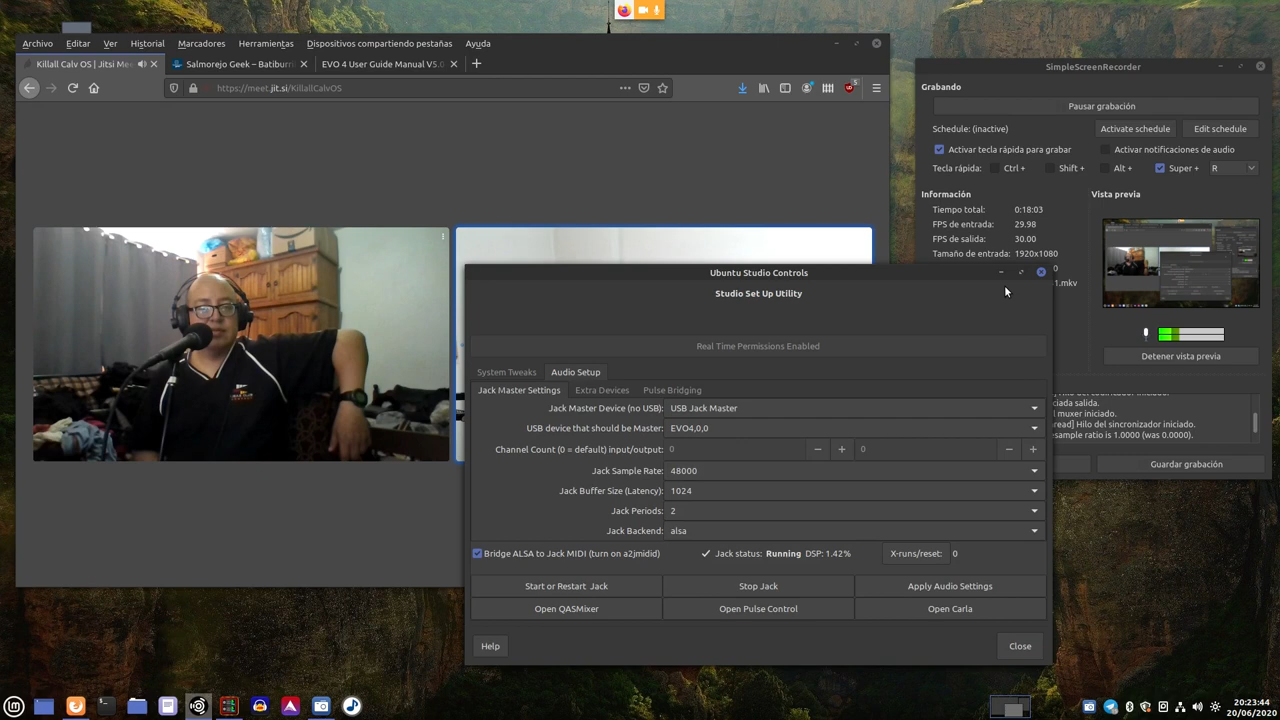 Archivo Editar Ver Historial Marcadores Herramientas Dispositivos compartiendo pestañas Ayuda
Killall Calv OS | Jitsi Mee
Salmorejo Geek – Batiburri
EVO 4 User Guide Manual V5.0
https://meet.jit.si/KillallCalvOS
5
SimpleScreenRecorder
Grabando
Pausar grabación
Schedule: (inactive)
Activate schedule
Edit schedule
Activar tecla rápida para grabar
Activar notificaciones de audio
Tecla rápida:
Ctrl +
Shift +
Alt +
Super +
R
Información
Vista previa
Tiempo total: 0:18:03
FPS de entrada: 29.98
FPS de salida: 30.00
Tamaño de entrada: 1920x1080
1.mkv
Detener vista previa
ciada salida.
l muxer iniciado.
read] Hilo del sincronizador iniciado.
esample ratio is 1.0000 (was 0.0000).
Guardar grabación
Ubuntu Studio Controls
Studio Set Up Utility
Real Time Permissions Enabled
System Tweaks
Audio Setup
Jack Master Settings
Extra Devices
Pulse Bridging
Jack Master Device (no USB): USB Jack Master
USB device that should be Master: EVO4,0,0
Channel Count (0 = default) input/output: 0 − + 0 − +
Jack Sample Rate: 48000
Jack Buffer Size (Latency): 1024
Jack Periods: 2
Jack Backend: alsa
Bridge ALSA to Jack MIDI (turn on a2jmidid)
Jack status: Running DSP: 1.42%
X-runs/reset: 0
Start or Restart Jack
Stop Jack
Apply Audio Settings
Open QASMixer
Open Pulse Control
Open Carla
Help
Close
20:23:44
20/06/2020